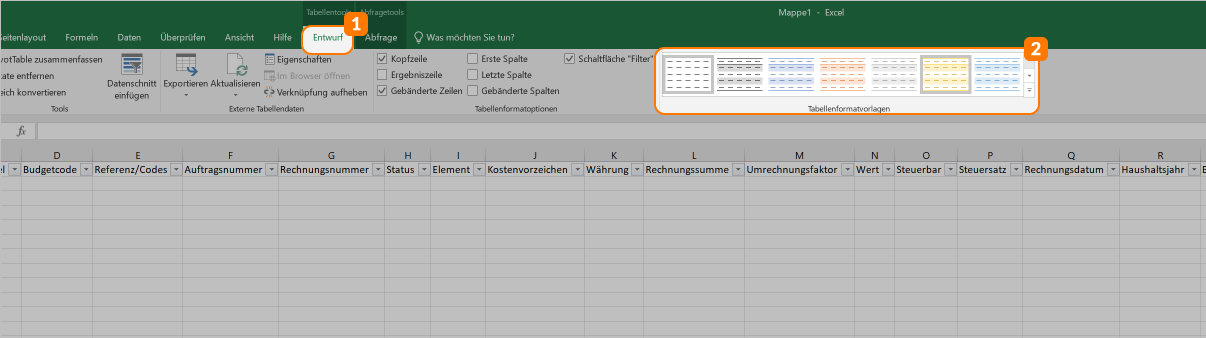 Tabellentools Abfragetools
Mappe1 - Excel
1
Seitenlayout Formeln Daten Überprüfen Ansicht Hilfe Entwurf Abfrage Was möchten Sie tun?
2
votTable zusammenfassen
ate entfernen
eich konvertieren
Tools
Datenschnitt
einfügen
Exportieren Aktualisieren
Eigenschaften
Im Browser öffnen
Verknüpfung aufheben
Externe Tabellendaten
Kopfzeile Erste Spalte Schaltfläche "Filter"
Ergebniszeile Letzte Spalte
Gebänderte Zeilen Gebänderte Spalten
Tabellenformatoptionen
Tabellenformatvorlagen
fx
D E F G H I J K L M N O P Q R
el Budgetcode Referenz/Codes Auftragsnummer Rechnungsnummer Status Element Kostenvorzeichen Währung Rechnungssumme Umrechnungsfaktor Wert Steuerbar Steuersatz Rechnungsdatum Haushaltsjahr B